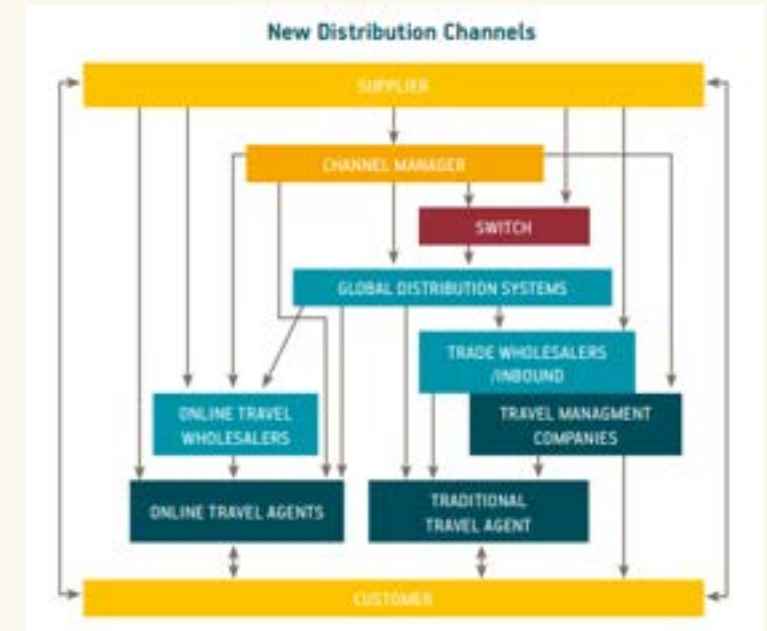 New Distribution Channels
SUPPLIER
CHANNEL MANAGER
SWITCH
GLOBAL DISTRIBUTION SYSTEMS
TRADE WHOLESALERS
/INBOUND
ONLINE TRAVEL
WHOLESALERS
TRAVEL MANAGMENT
COMPANIES
ONLINE TRAVEL AGENTS
TRADITIONAL
TRAVEL AGENT
CUSTOMER